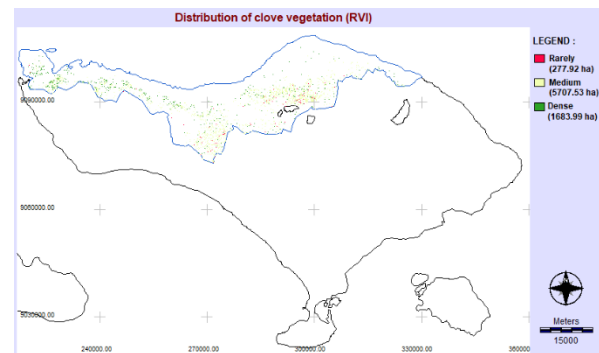 Distribution of clove vegetation (RVI)
LEGEND :
Rarely
(277.92 ha)
Medium
(5707.53 ha)
Dense
(1683.99 ha)
9090000.00
9060000.00
9030000.00
240000.00
270000.00
300000.00
330000.00
Meters
15000